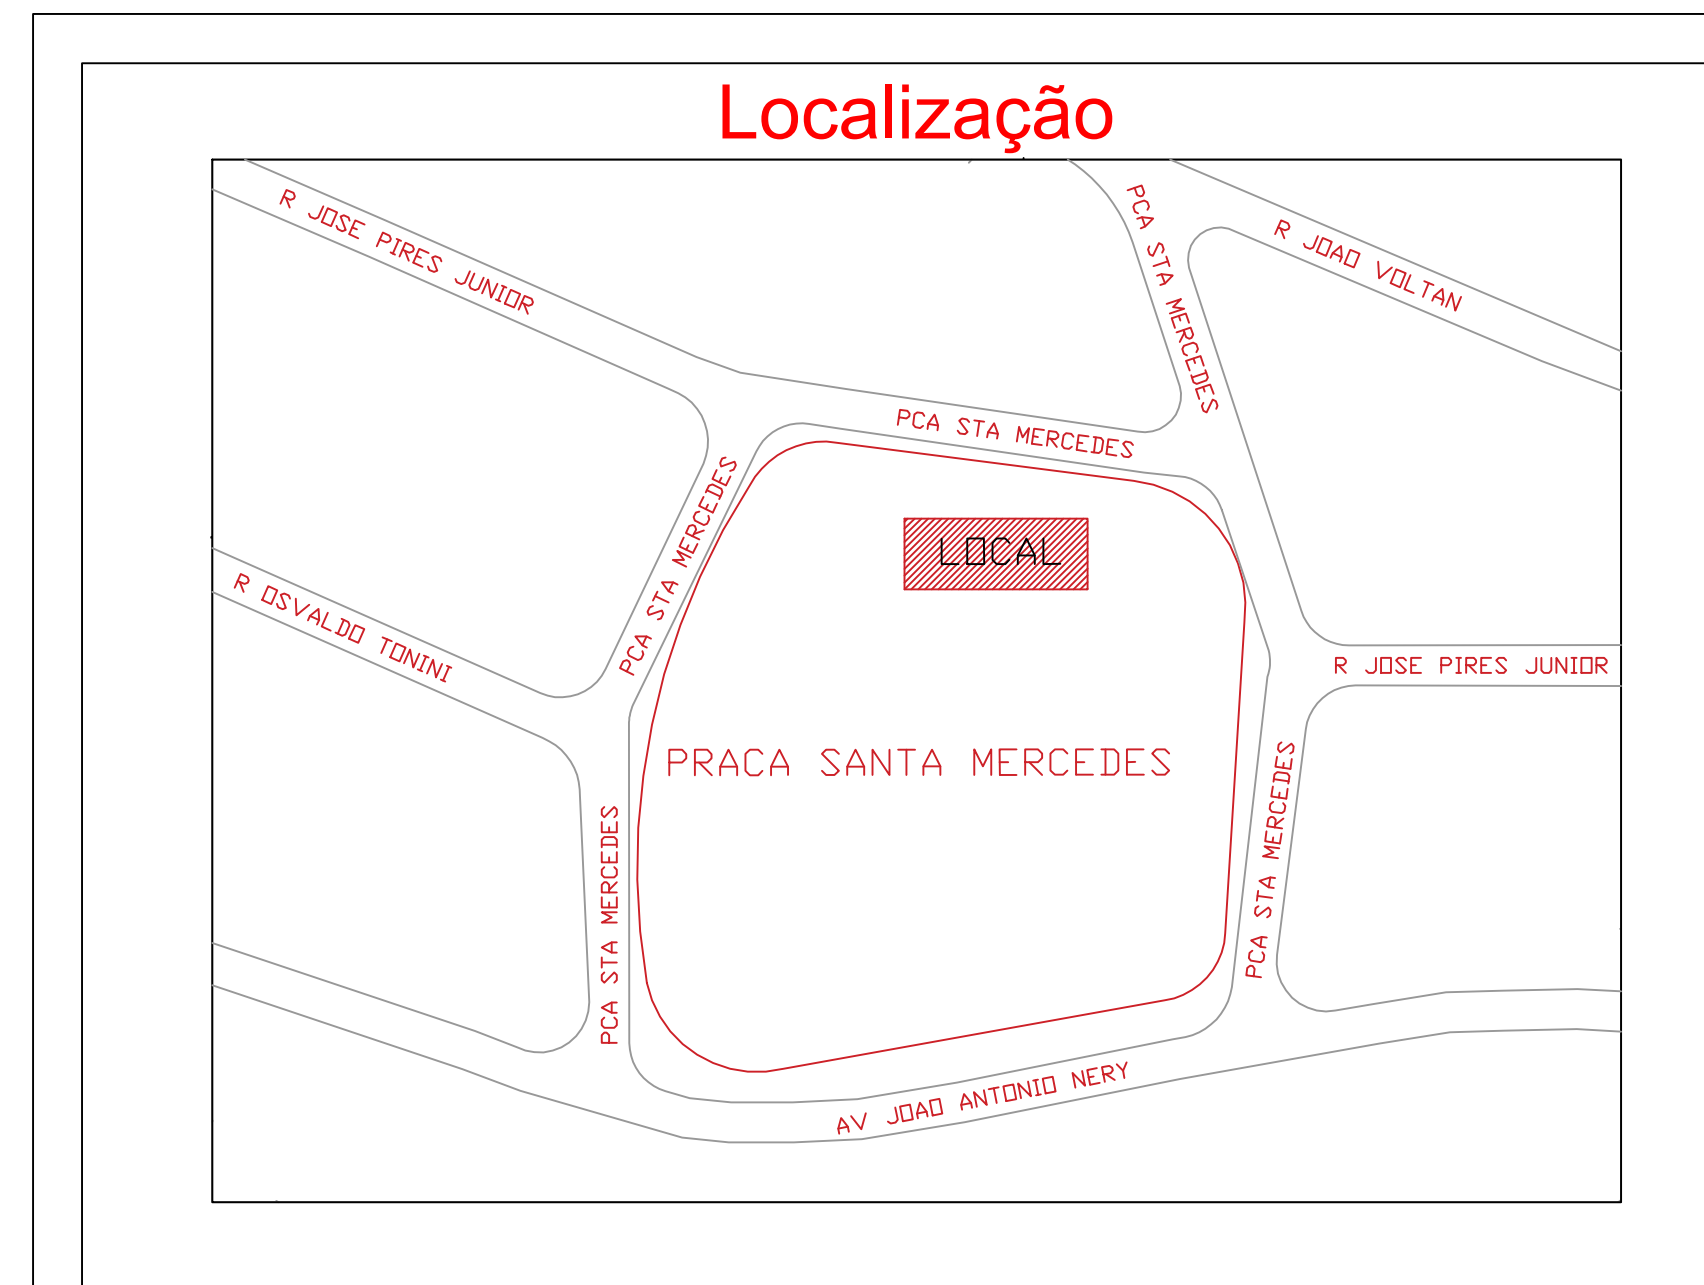 Localização
R JOSE PIRES JUNIOR
PCA STA MERCEDES
R JOAO VOLTAN
PCA STA MERCEDES
PCA STA MERCEDES
LOCAL
R OSVALDO TONINI
R JOSE PIRES JUNIOR
PRACA SANTA MERCEDES
PCA STA MERCEDES
PCA STA MERCEDES
AV JOAO ANTONIO NERY